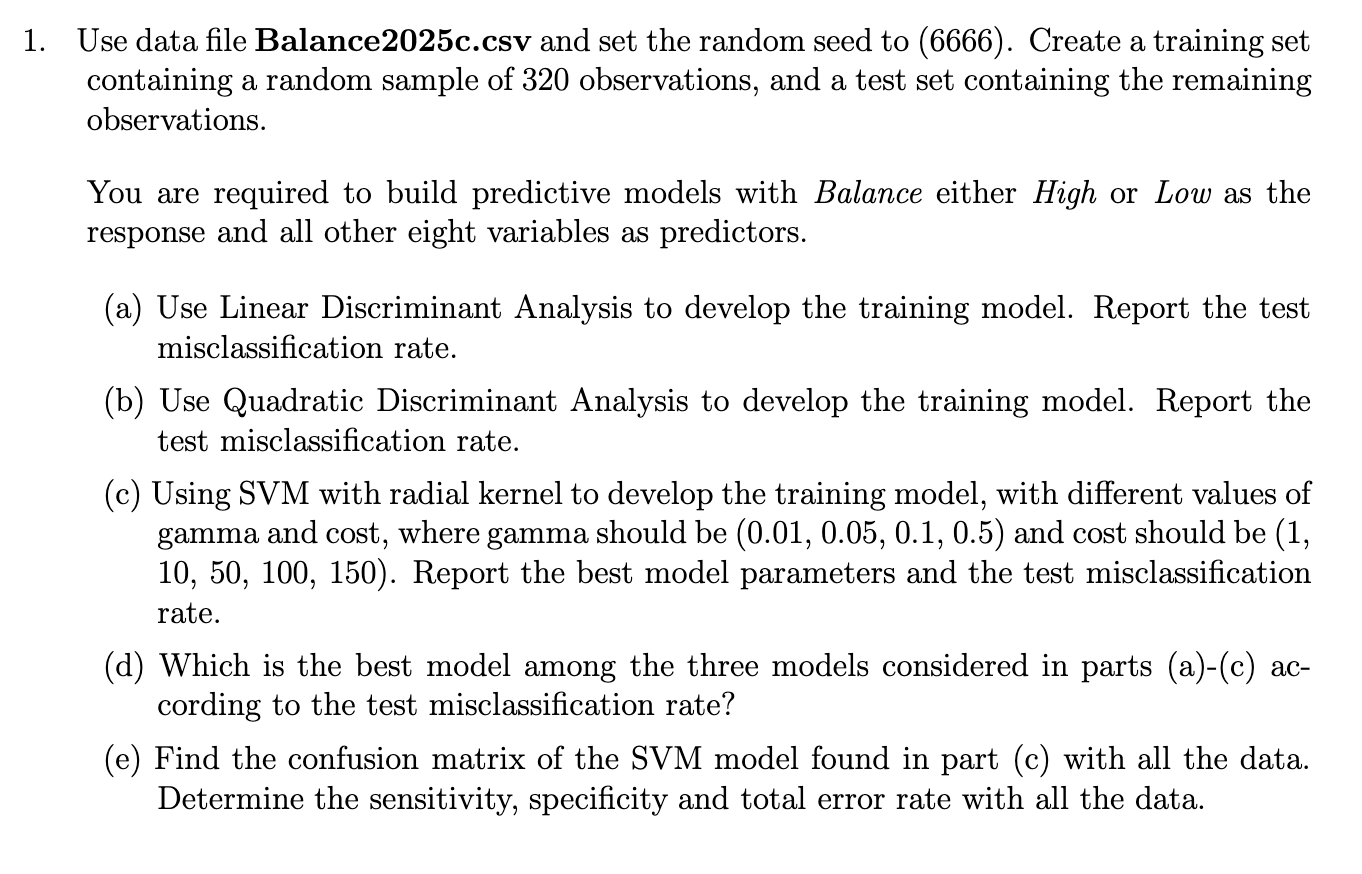 1. Use data file Balance2025c.csv and set the random seed to (6666). Create a training set
containing a random sample of 320 observations, and a test set containing the remaining
observations.
You are required to build predictive models with Balance either High or Low as the
response and all other eight variables as predictors.
(a) Use Linear Discriminant Analysis to develop the training model. Report the test
misclassification rate.
(b) Use Quadratic Discriminant Analysis to develop the training model. Report the
test misclassification rate.
(c) Using SVM with radial kernel to develop the training model, with different values of
gamma and cost, where gamma should be (0.01, 0.05, 0.1, 0.5) and cost should be (1,
10, 50, 100, 150). Report the best model parameters and the test misclassification
rate.
(d) Which is the best model among the three models considered in parts (a)-(c) ac-
cording to the test misclassification rate?
(e) Find the confusion matrix of the SVM model found in part (c) with all the data.
Determine the sensitivity, specificity and total error rate with all the data.